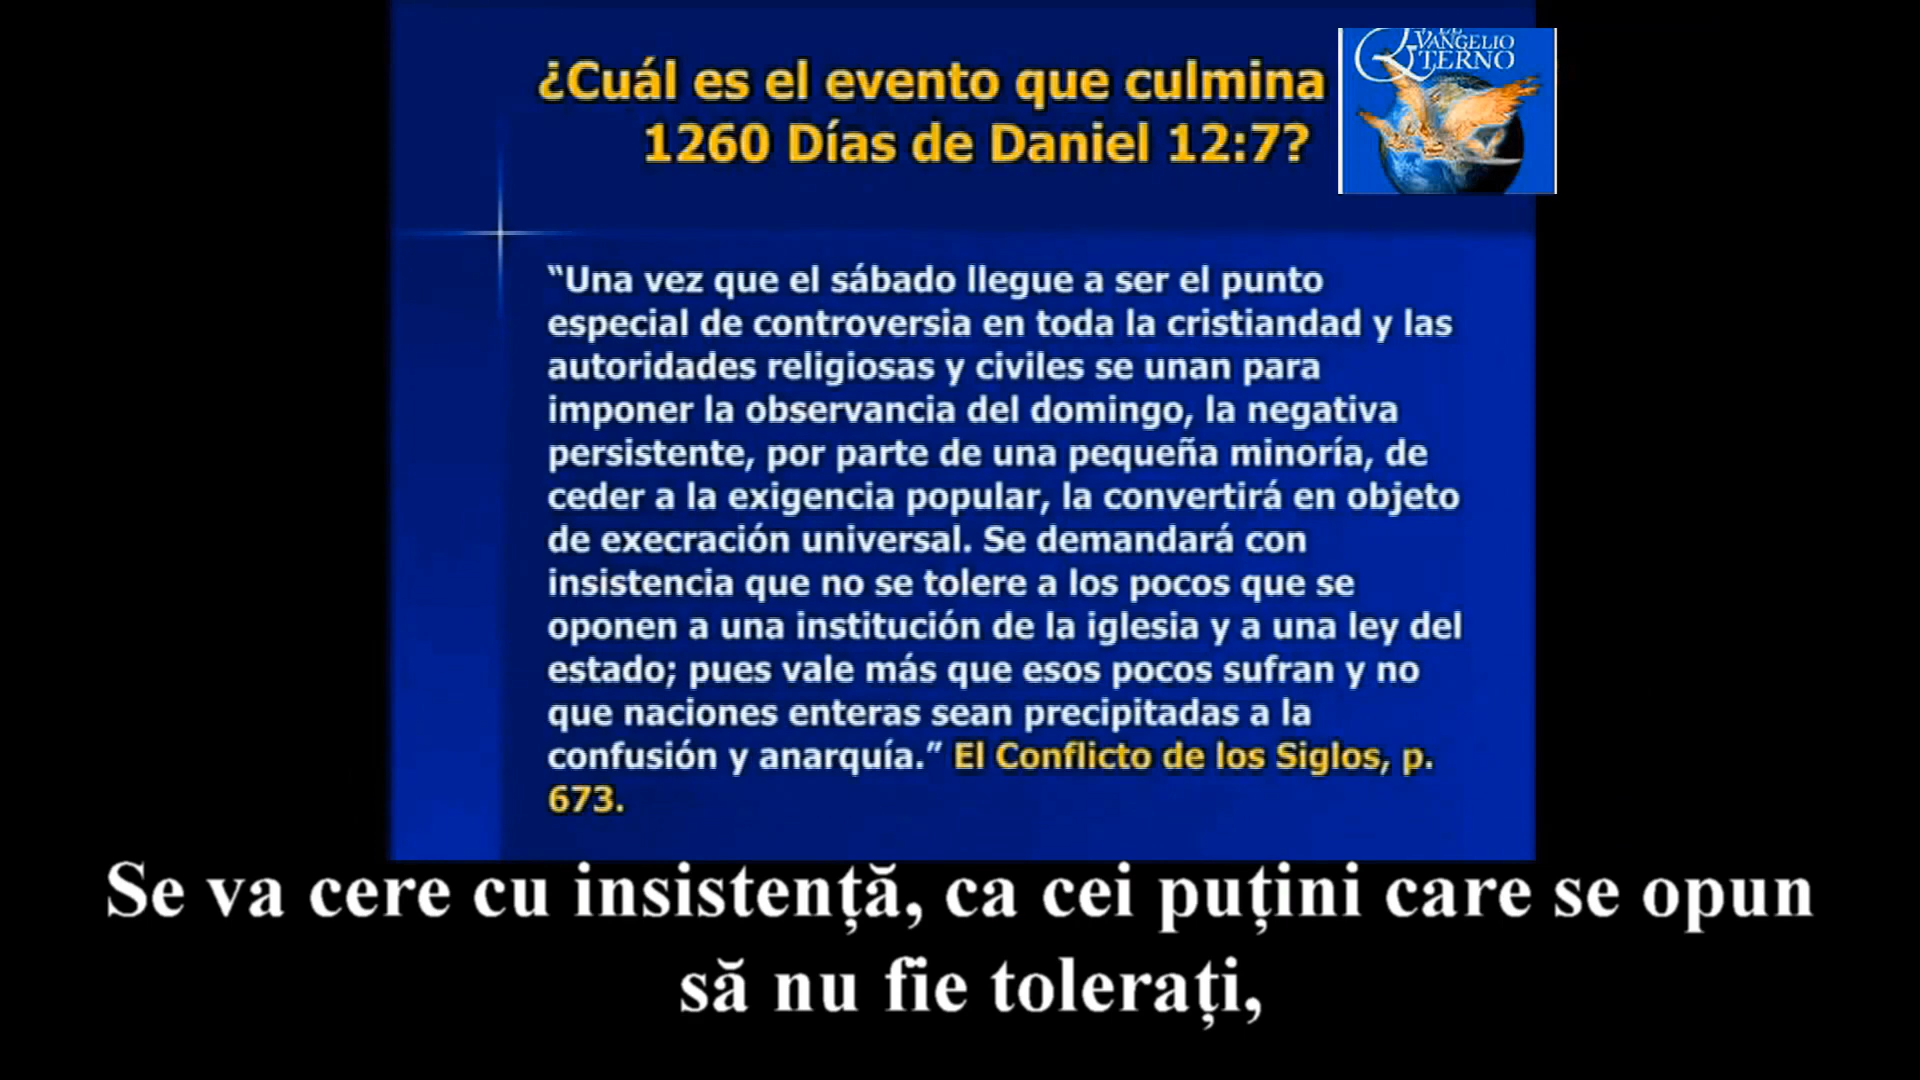 ¿Cuál es el evento que culmina
1260 Días de Daniel 12:7?
VANGELIO
TERNO
“Una vez que el sábado llegue a ser el punto
especial de controversia en toda la cristiandad y las
autoridades religiosas y civiles se unan para
imponer la observancia del domingo, la negativa
persistente, por parte de una pequeña minoría, de
ceder a la exigencia popular, la convertirá en objeto
de execración universal. Se demandará con
insistencia que no se tolere a los pocos que se
oponen a una institución de la iglesia y a una ley del
estado; pues vale más que esos pocos sufran y no
que naciones enteras sean precipitadas a la
confusión y anarquía.” El Conflicto de los Siglos, p.
673.
Se va cere cu insistență, ca cei puțini care se opun
să nu fie tolerați,